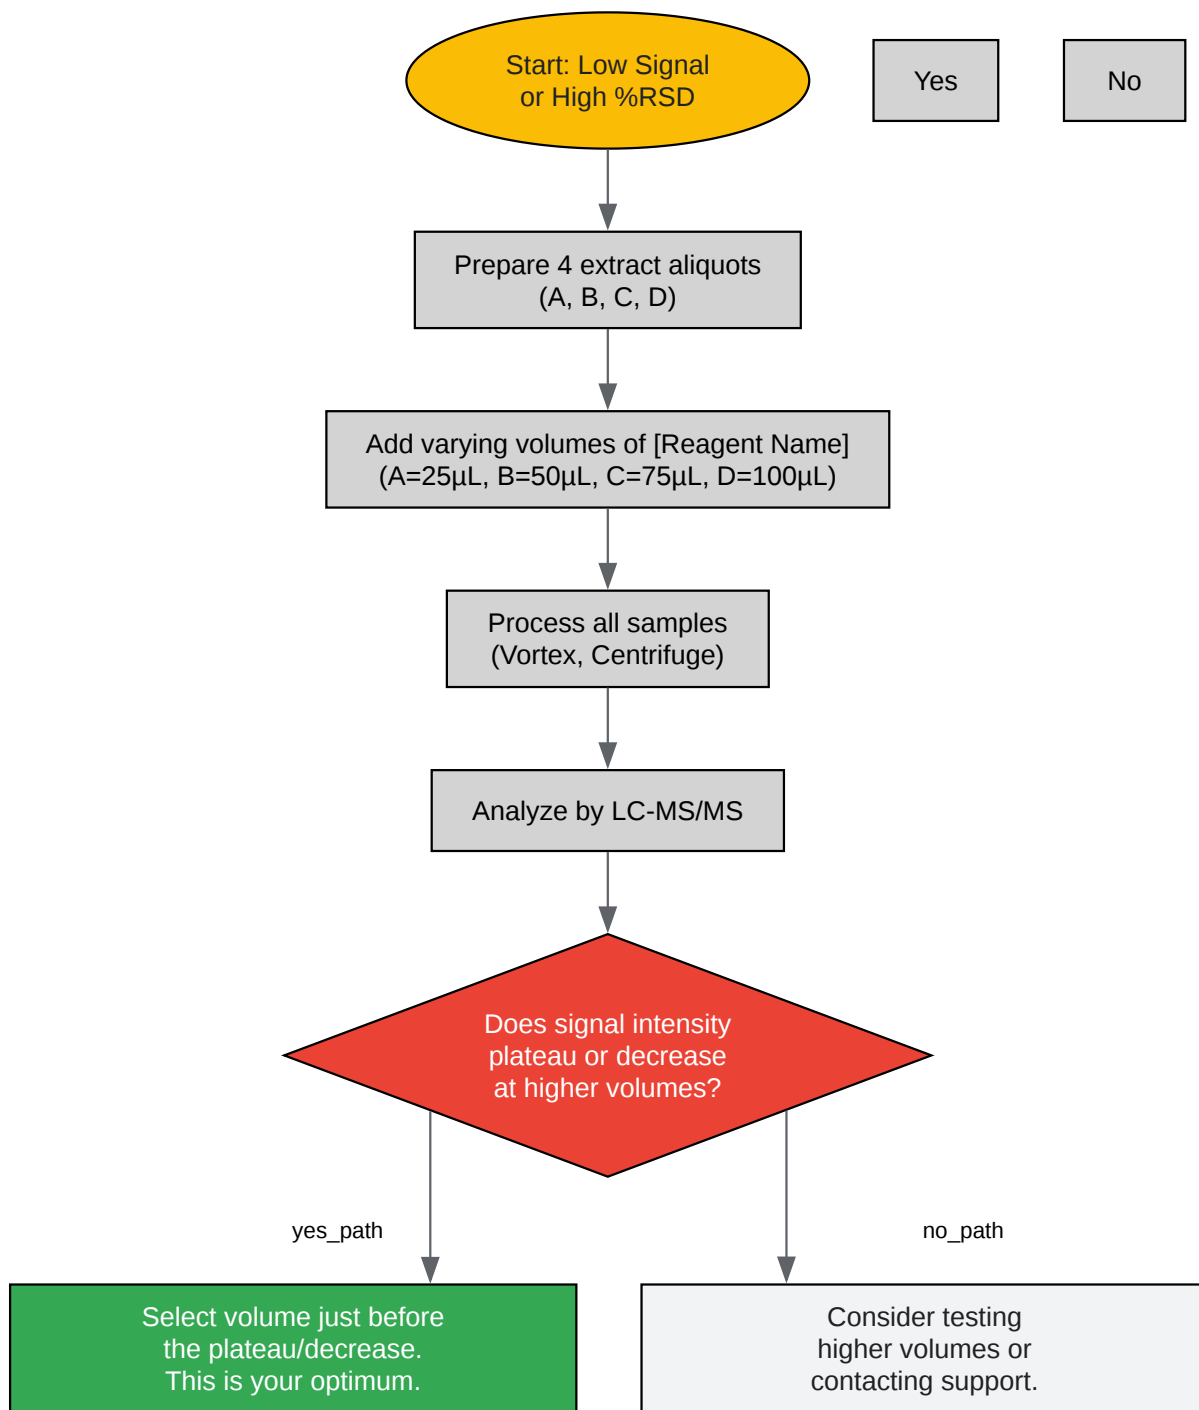 Start: Low Signal
or High %RSD
Yes
No
Prepare 4 extract aliquots
(A, B, C, D)
Add varying volumes of [Reagent Name]
(A=25µL, B=50µL, C=75µL, D=100µL)
Process all samples
(Vortex, Centrifuge)
Analyze by LC-MS/MS
Does signal intensity
plateau or decrease
at higher volumes?
yes_path
no_path
Select volume just before
the plateau/decrease.
This is your optimum.
Consider testing
higher volumes or
contacting support.